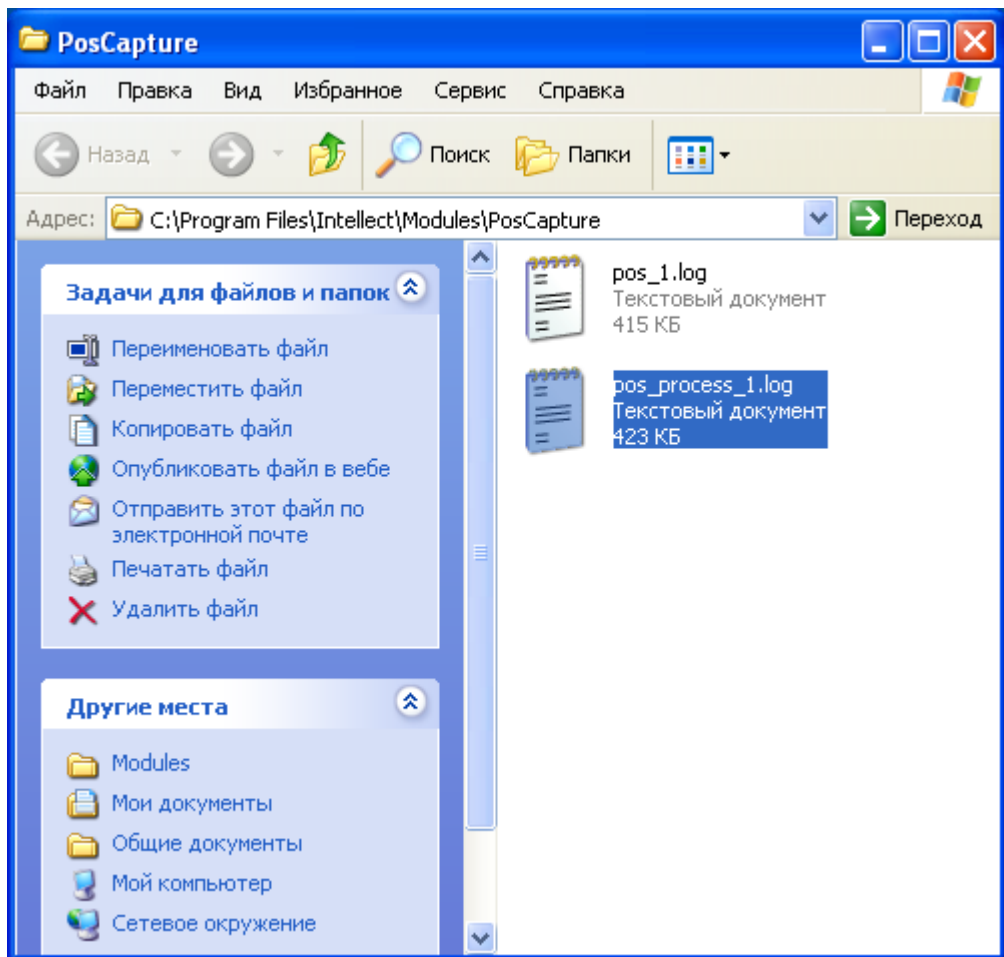 PosCapture
Файл Правка Вид Избранное Сервис Справка
Назад Поиск Папки
Адрес: C:\Program Files\Intellect\Modules\PosCapture Переход
Задачи для файлов и папок
Переименовать файл
Переместить файл
Копировать файл
Опубликовать файл в вебе
Отправить этот файл по
электронной почте
Печатать файл
Удалить файл
Другие места
Modules
Мои документы
Общие документы
Мой компьютер
Сетевое окружение
pos_1.log
Текстовый документ
415 КБ
pos_process_1.log
Текстовый документ
423 КБ